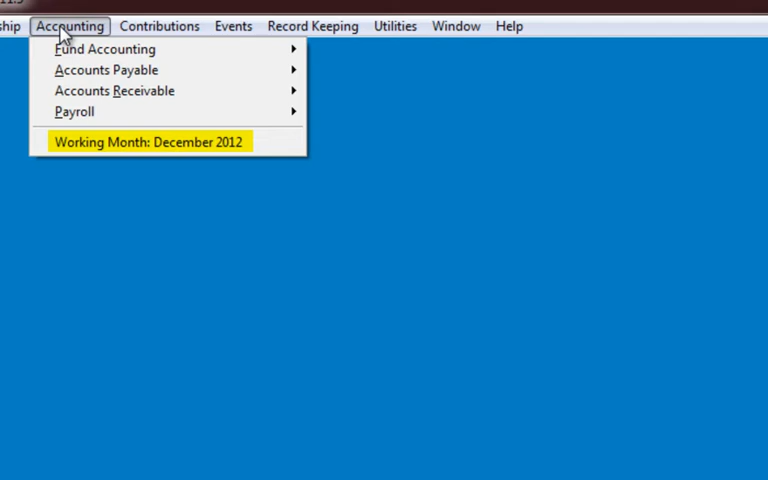 ship Accounting Contributions Events Record Keeping Utilities Window Help
Fund Accounting
Accounts Payable
Accounts Receivable
Payroll
Working Month: December 2012